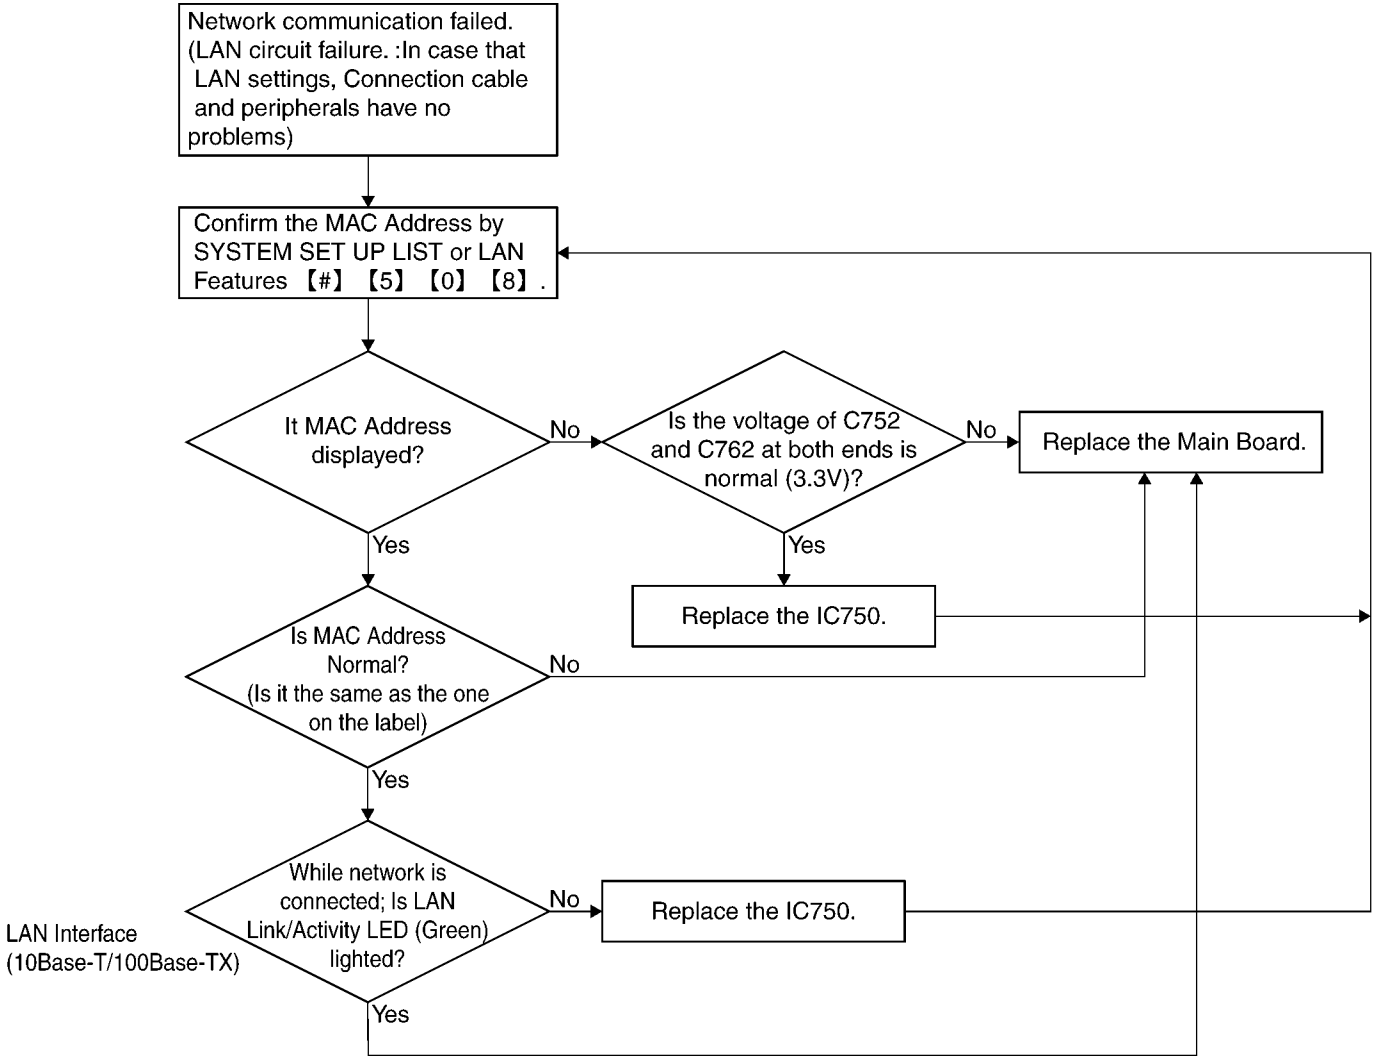 Network communication failed.
(LAN circuit failure. :In case that
LAN settings, Connection cable
and peripherals have no
problems)
Confirm the MAC Address by
SYSTEM SET UP LIST or LAN
Features 【#】 【5】 【0】 【8】 .
It MAC Address
displayed?
No
Is the voltage of C752
and C762 at both ends is
normal (3.3V)?
No
Replace the Main Board.
Yes
Yes
Replace the IC750.
Is MAC Address
Normal?
(Is it the same as the one
on the label)
No
Yes
While network is
connected; Is LAN
Link/Activity LED (Green)
lighted?
No
Replace the IC750.
LAN Interface
(10Base-T/100Base-TX)
Yes